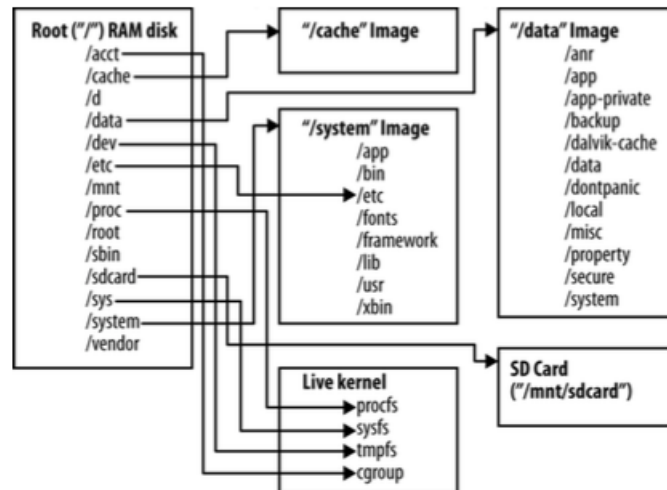 Root ("/") RAM disk
/acct
/cache
/d
/data
/dev
/etc
/mnt
/proc
/root
/sbin
/sdcard
/sys
/system
/vendor
“/cache” Image
“/system” Image
/app
/bin
/etc
/fonts
/framework
/lib
/usr
/xbin
Live kernel
procfs
sysfs
tmpfs
cgroup
“/data” Image
/anr
/app
/app-private
/backup
/dalvik-cache
/data
/dontpanic
/local
/misc
/property
/secure
/system
SD Card
("/mnt/sdcard")